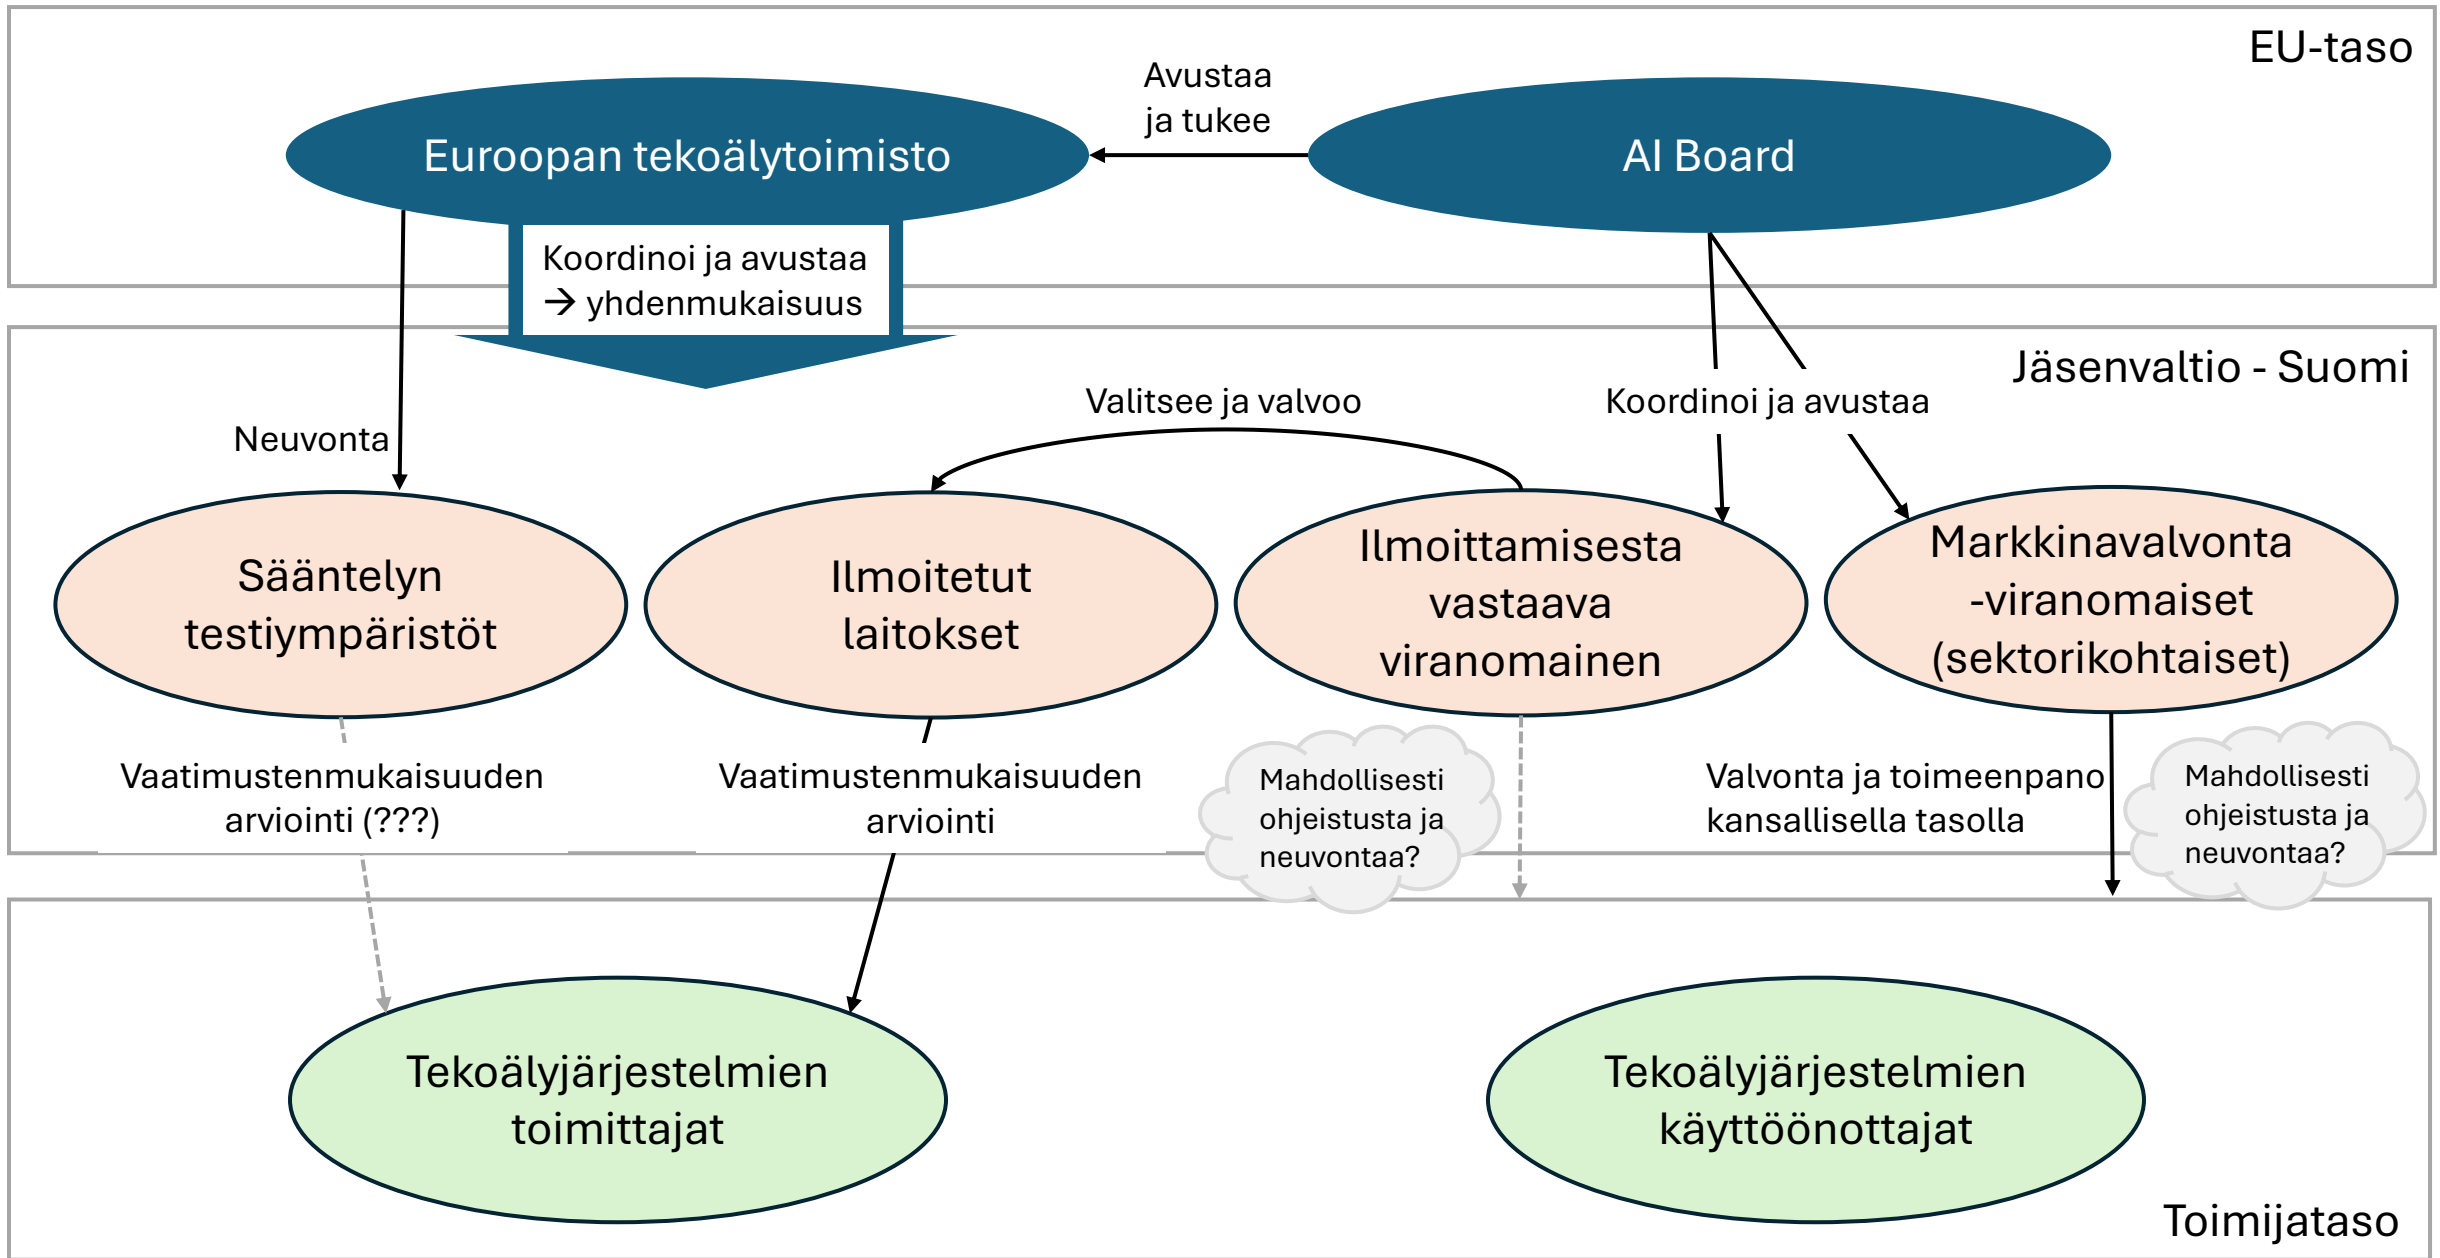 EU-taso
Avustaa
ja tukee
Euroopan tekoälytoimisto
AI Board
Koordinoi ja avustaa
→ yhdenmukaisuus
Jäsenvaltio - Suomi
Valitsee ja valvoo
Koordinoi ja avustaa
Neuvonta
Sääntelyn
testiympäristöt
Ilmoitetut
laitokset
Ilmoittamisesta
vastaava
viranomainen
Markkinavalvonta
-viranomaiset
(sektorikohtaiset)
Vaatimustenmukaisuuden
arviointi (???)
Vaatimustenmukaisuuden
arviointi
Mahdollisesti
ohjeistusta ja
neuvontaa?
Valvonta ja toimeenpano
kansallisella tasolla
Mahdollisesti
ohjeistusta ja
neuvontaa?
Tekoälyjärjestelmien
toimittajat
Tekoälyjärjestelmien
käyttöönottajat
Toimijataso